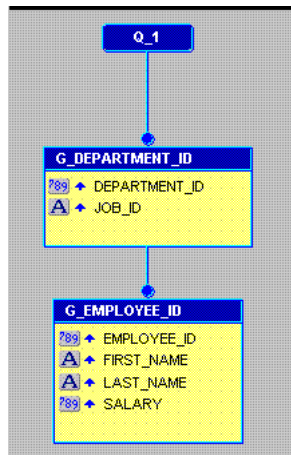 Q_1
G_DEPARTMENT_ID
789 DEPARTMENT_ID
A JOB_ID
G_EMPLOYEE_ID
789 EMPLOYEE_ID
A FIRST_NAME
A LAST_NAME
789 SALARY